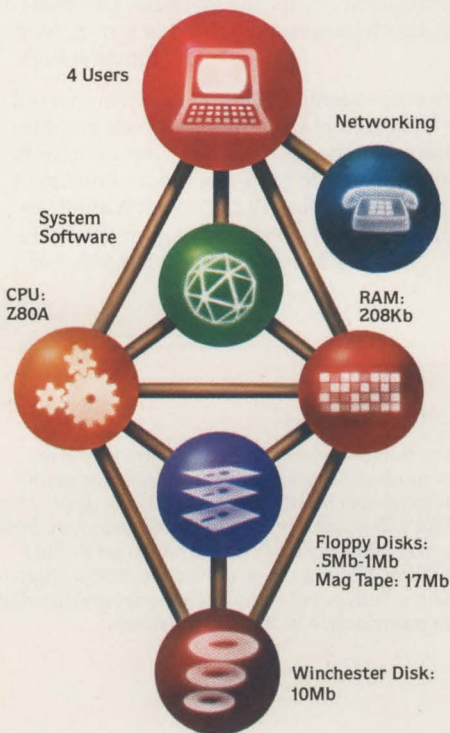 4 Users
Networking
System
Software
CPU:
Z80A
RAM:
208Kb
Floppy Disks:
.5Mb-1Mb
Mag Tape: 17Mb
Winchester Disk:
10Mb